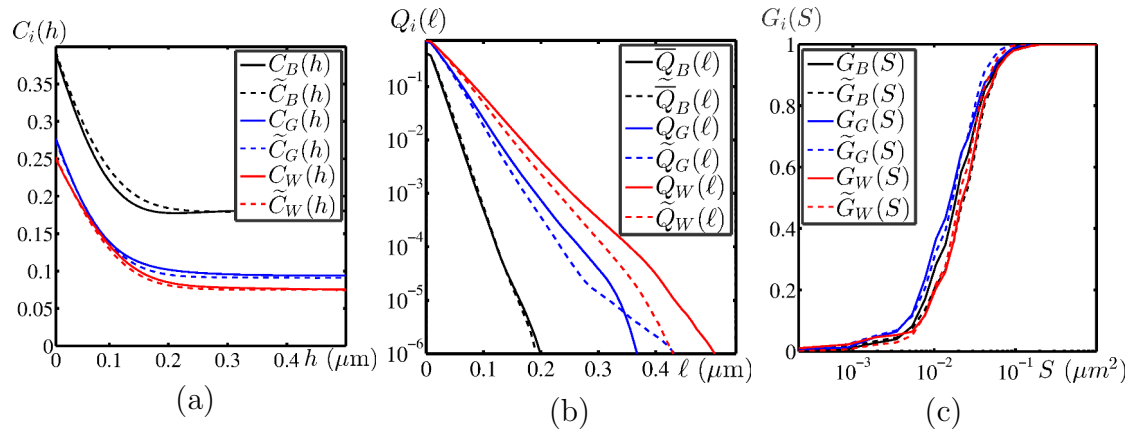 C_i(h)
0.35
0.3
0.25
0.2
0.15
0.1
0.05
0
0 0.1 0.2 0.3 0.4 h (μm)
C_B(h)
C̃_B(h)
C_G(h)
C̃_G(h)
C_W(h)
C̃_W(h)
(a)
Q_i(ℓ)
10⁻¹
10⁻²
10⁻³
10⁻⁴
10⁻⁵
10⁻⁶
0 0.1 0.2 0.3 0.4 ℓ (μm)
Q̅_B(ℓ)
Q̅̃_B(ℓ)
Q_G(ℓ)
Q̃_G(ℓ)
Q_W(ℓ)
Q̃_W(ℓ)
(b)
G_i(S)
1
0.8
0.6
0.4
0.2
0
10⁻³ 10⁻² 10⁻¹ S (μm²)
G_B(S)
G̃_B(S)
G_G(S)
G̃_G(S)
G_W(S)
G̃_W(S)
(c)